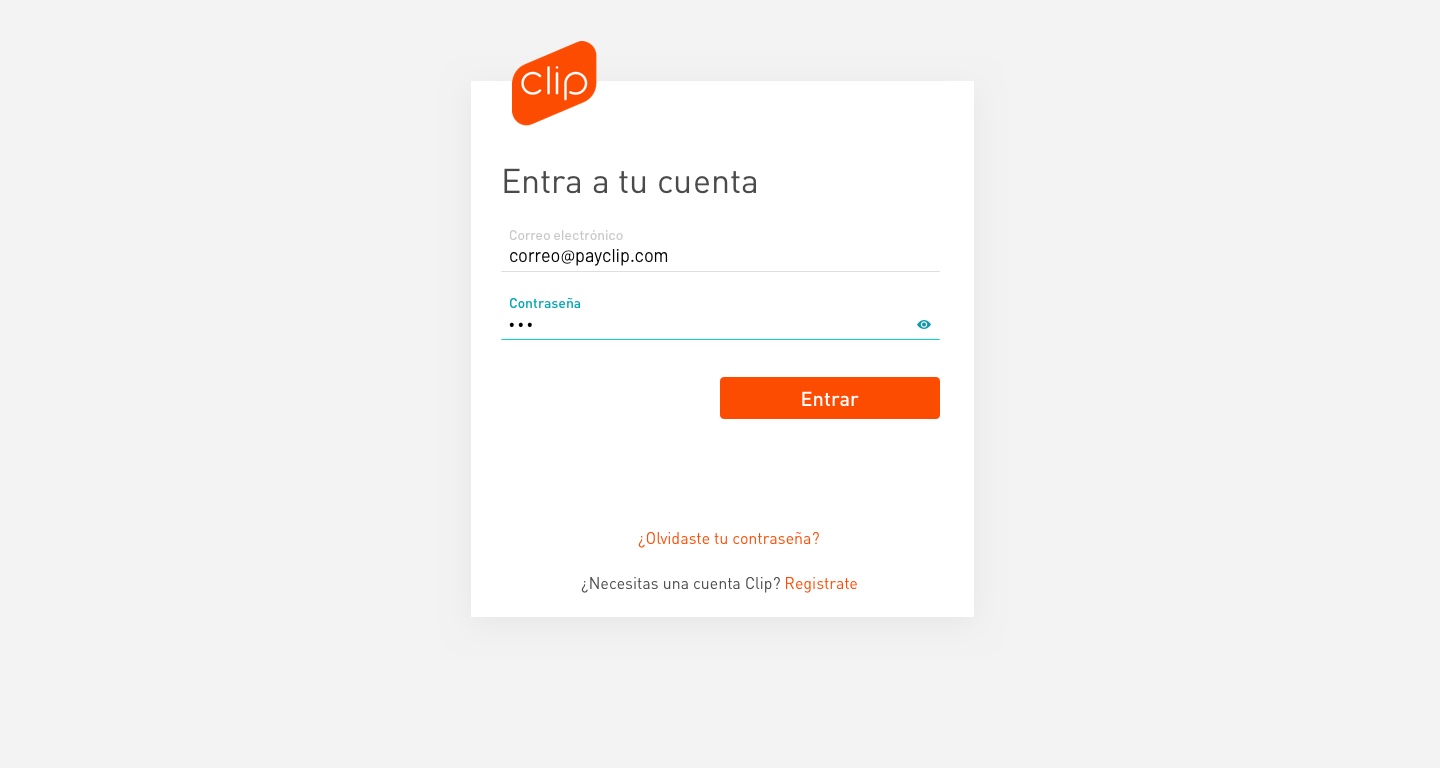 clip
Entra a tu cuenta
Correo electrónico
correo@payclip.com
Contraseña
•••
Entrar
¿Olvidaste tu contraseña?
¿Necesitas una cuenta Clip? Registrate